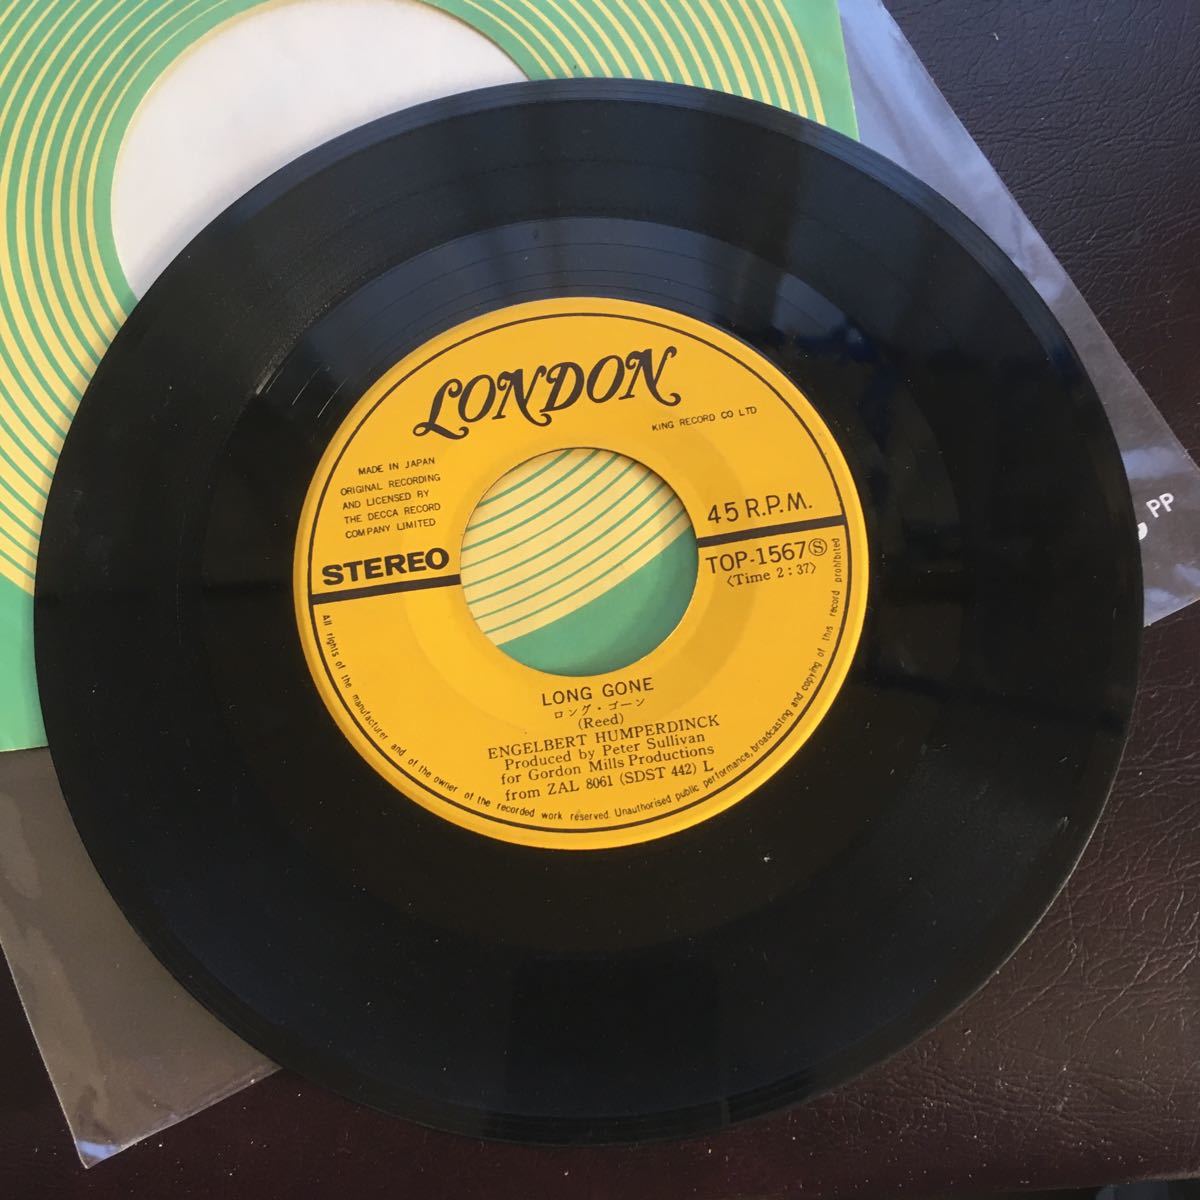 LONDON
KING RECORD CO LTD
MADE IN JAPAN
ORIGINAL RECORDING
AND LICENSED BY
THE DECCA RECORD
COMPANY LIMITED
STEREO
45 R.P.M.
TOP-1567Ⓢ
〈Time 2:37〉
LONG GONE
ロング・ゴーン
(Reed)
ENGELBERT HUMPERDINCK
Produced by Peter Sullivan
for Gordon Mills Productions
from ZAL 8061 (SDST 442) L
All rights of the manufacturer and of the owner of the recorded work reserved. Unauthorised public performance, broadcasting and copying of this record prohibited
PP